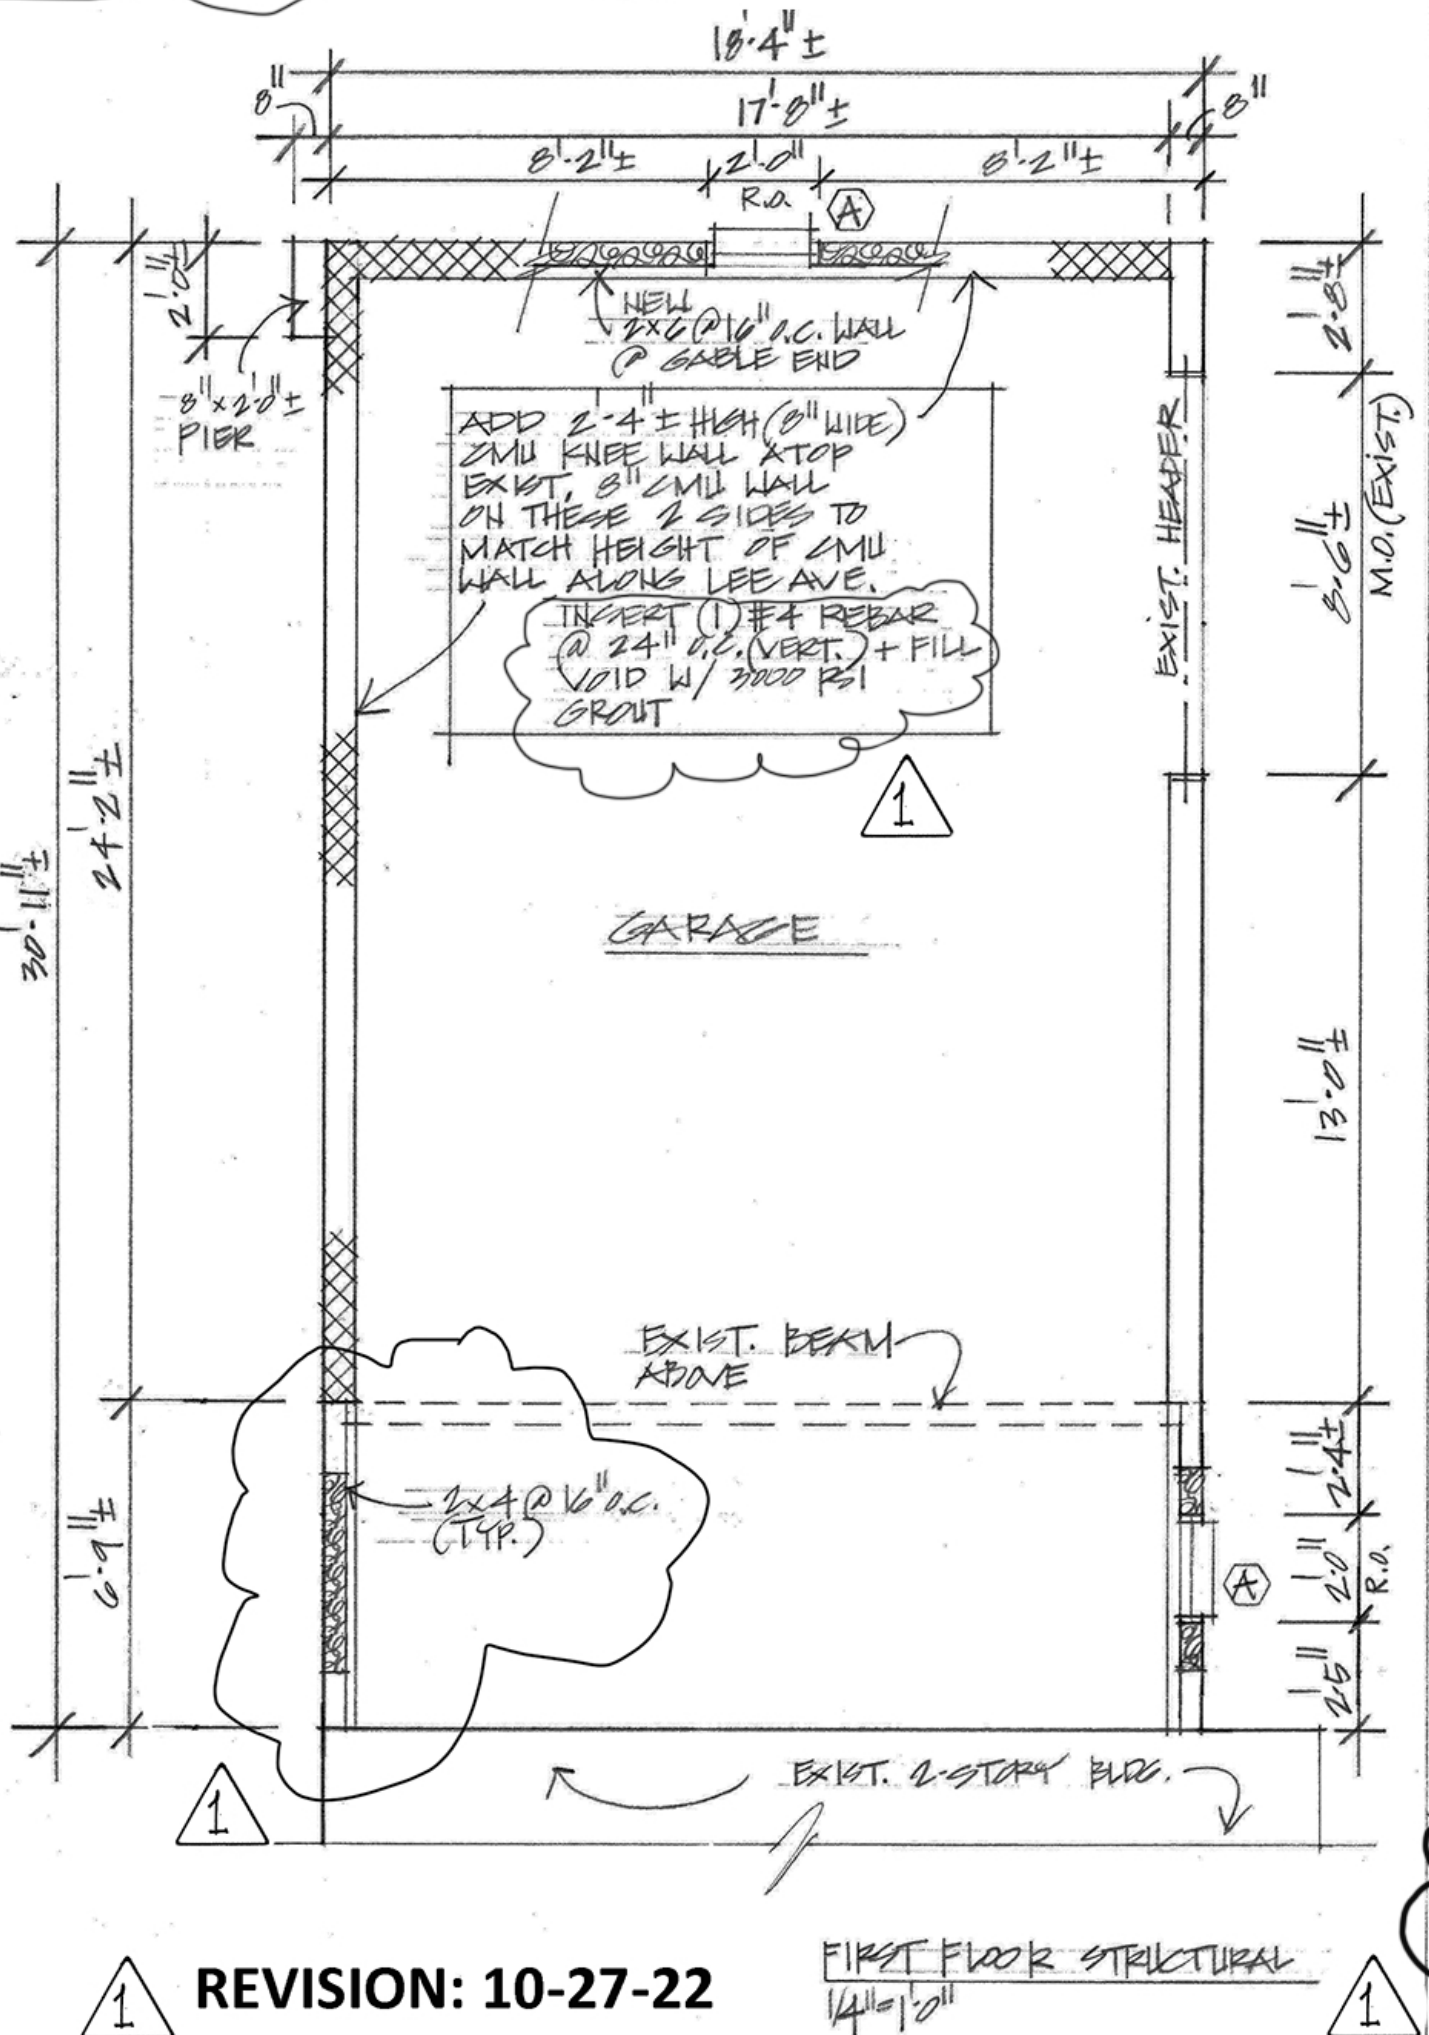 18'-4"±
8"
17'-8"±
8"
8'-2"±
2'-0"
8'-2"±
R.O.
A
2'-0"±
8"x2'-0"±
PIER
NEW
2x6@16"O.C. WALL
@ GABLE END
ADD 2'-4"± HIGH (8" WIDE)
CMU KNEE WALL ATOP
EXIST. 8" CMU WALL
ON THESE 2 SIDES TO
MATCH HEIGHT OF CMU
WALL ALONG LEE AVE.
INSERT (1) #4 REBAR
@ 24" O.C. (VERT.) + FILL
VOID W/ 3000 PSI
GROUT
1
EXIST. HEADER
2'-8"±
8'-6"±
M.O. (EXIST.)
30'-11"±
24'-2"±
GARAGE
13'-0"±
EXIST. BEAM
ABOVE
2x4@16"O.C.
(TYP.)
6'-9"±
2'-4"±
2'-0"
R.O.
A
2'-5"
1
EXIST. 2-STORY BLDG.
1
REVISION: 10-27-22
FIRST FLOOR STRUCTURAL
1/4"=1'-0"
1